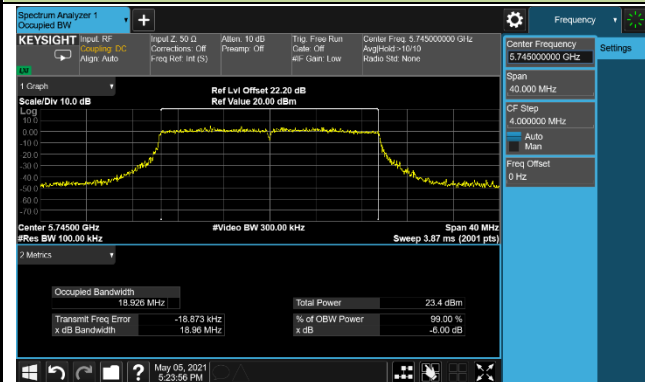 Spectrum Analyzer 1
Occupied BW
+
Frequency
KEYSIGHT
Input: RF
Coupling: DC
Align: Auto
Input Z: 50 Ω
Corrections: Off
Freq Ref: Int (S)
Atten: 10 dB
Preamp: Off
Trig: Free Run
Gate: Off
#IF Gain: Low
Center Freq: 5.745000000 GHz
Avg|Hold:>10/10
Radio Std: None
Center Frequency
5.745000000 GHz
Settings
Span
40.000 MHz
CF Step
4.000000 MHz
Auto
Man
Freq Offset
0 Hz
1 Graph
Scale/Div 10.0 dB
Ref Lvl Offset 22.20 dB
Ref Value 20.00 dBm
Log
10.0
0.00
-10.0
-20.0
-30.0
-40.0
-50.0
-60.0
-70.0
Center 5.74500 GHz
#Res BW 100.00 kHz
#Video BW 300.00 kHz
Span 40 MHz
Sweep 3.87 ms (2001 pts)
2 Metrics
Occupied Bandwidth
18.926 MHz
Transmit Freq Error
-18.873 kHz
x dB Bandwidth
18.96 MHz
Total Power
23.4 dBm
% of OBW Power
99.00 %
x dB
-6.00 dB
?
May 05, 2021
5:23:56 PM